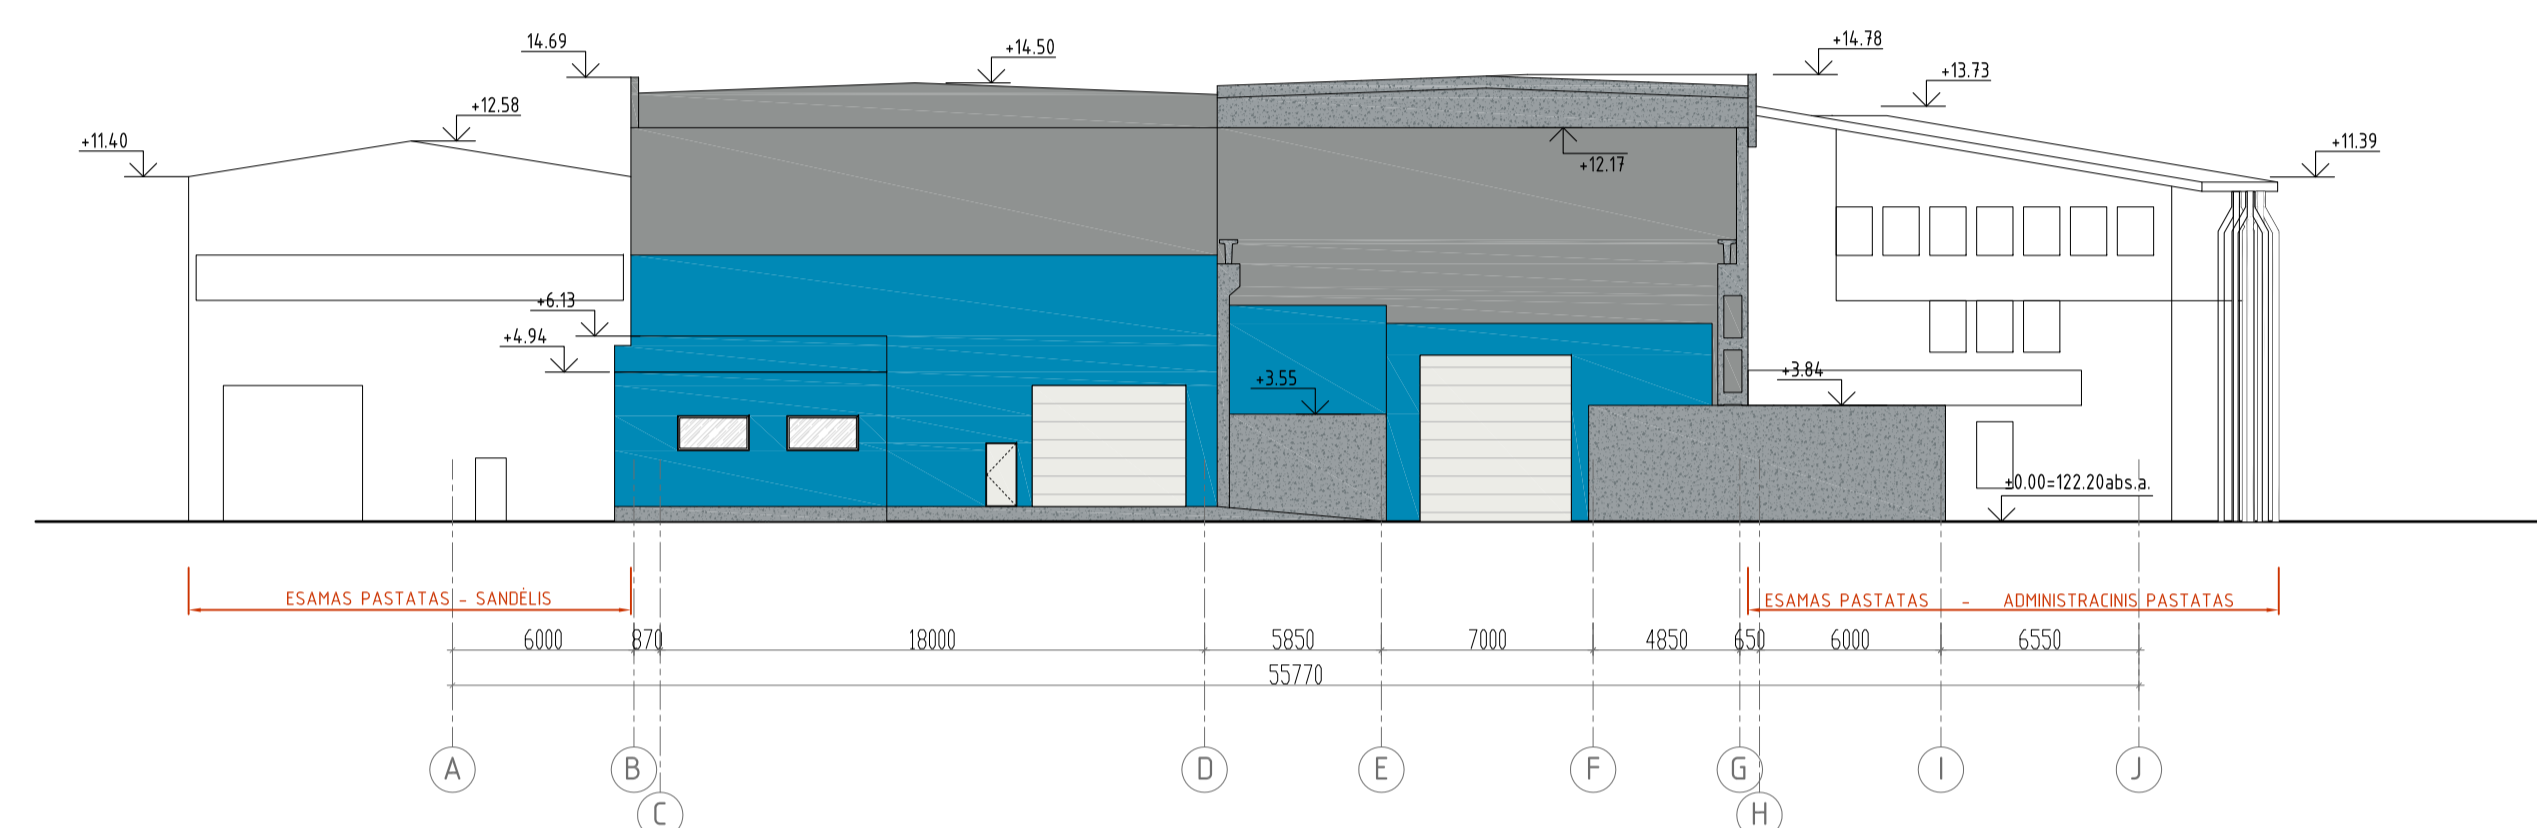 14.69
+14.50
+14.78
+13.73
+12.58
+11.40
+11.39
+12.17
+6.13
+4.94
+3.55
+3.84
±0.00=122.20abs.a.
ESAMAS PASTATAS - SANDĖLIS
ESAMAS PASTATAS - ADMINISTRACINIS PASTATAS
6000 870 18000 5850 7000 4850 650 6000 6550
55770
A B D E F G I J
C H